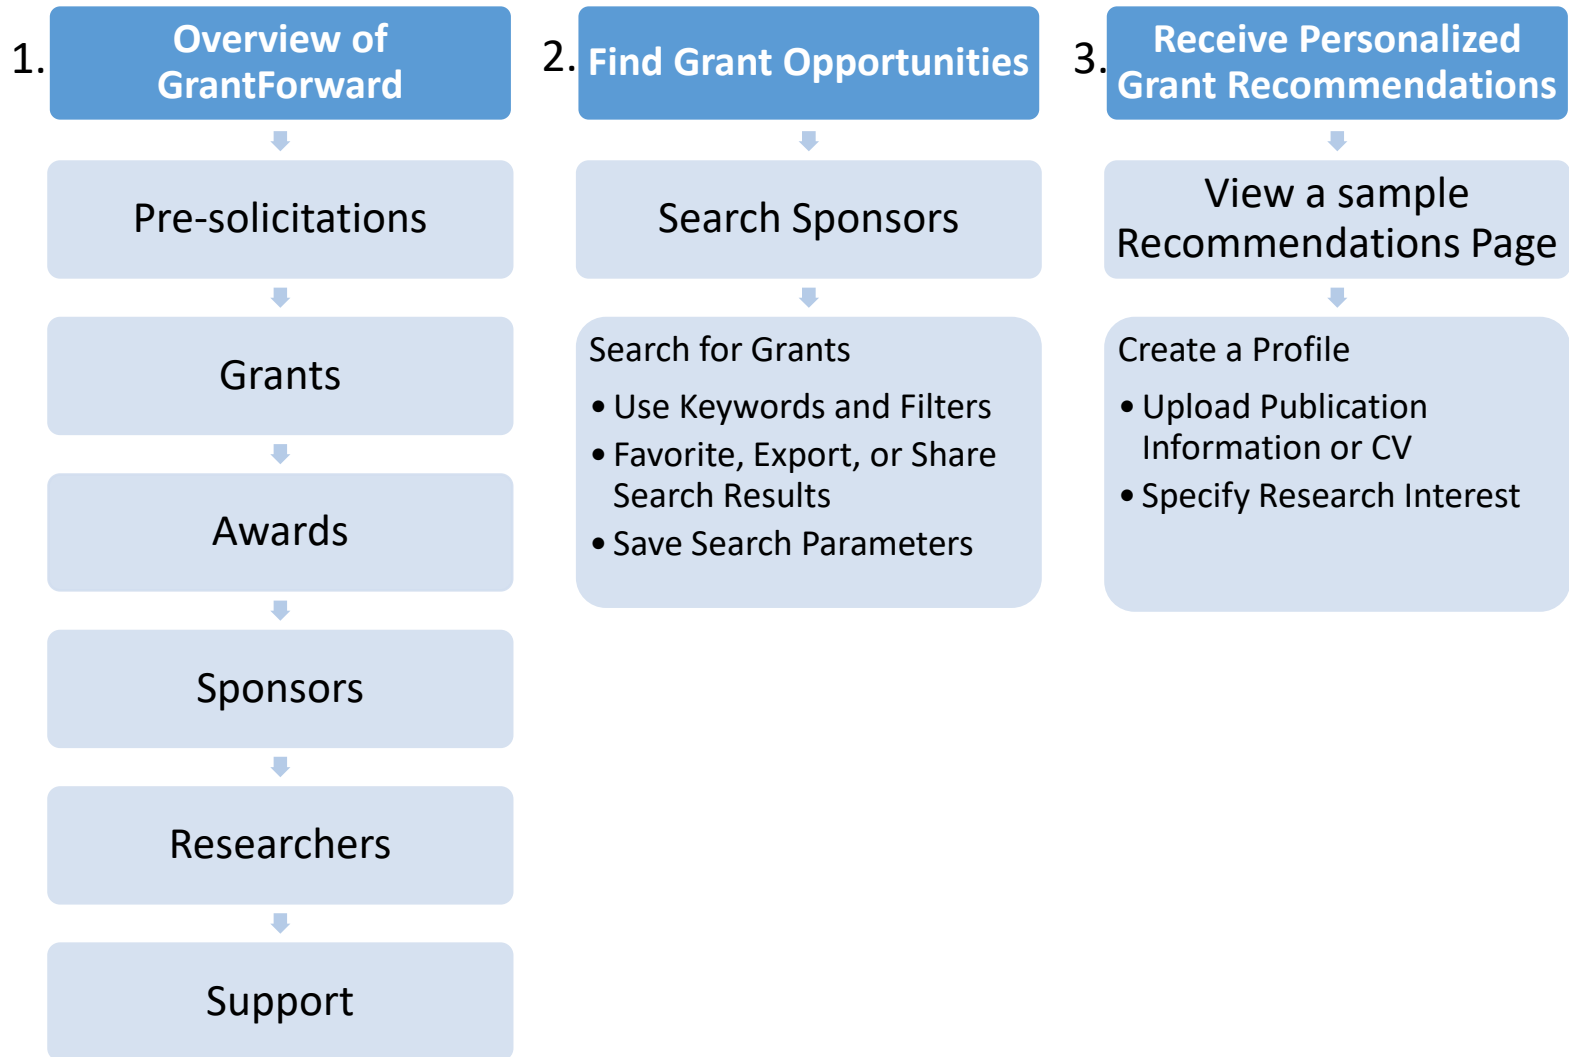 1.
Overview of
GrantForward
Pre-solicitations
Grants
Awards
Sponsors
Researchers
Support
2.
Find Grant Opportunities
Search Sponsors
Search for Grants
• Use Keywords and Filters
• Favorite, Export, or Share
Search Results
• Save Search Parameters
3.
Receive Personalized
Grant Recommendations
View a sample
Recommendations Page
Create a Profile
• Upload Publication
Information or CV
• Specify Research Interest